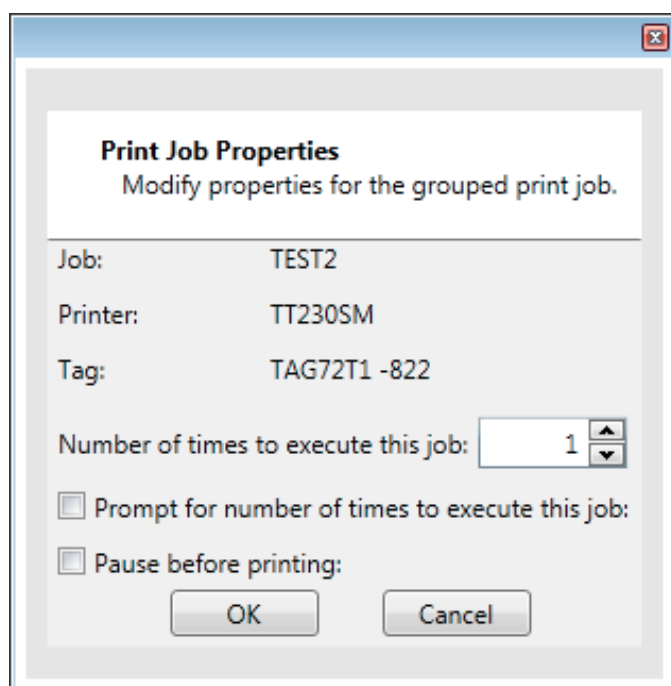 Print Job Properties
Modify properties for the grouped print job.
Job: TEST2
Printer: TT230SM
Tag: TAG72T1 -822
Number of times to execute this job: 1
Prompt for number of times to execute this job:
Pause before printing:
OK Cancel